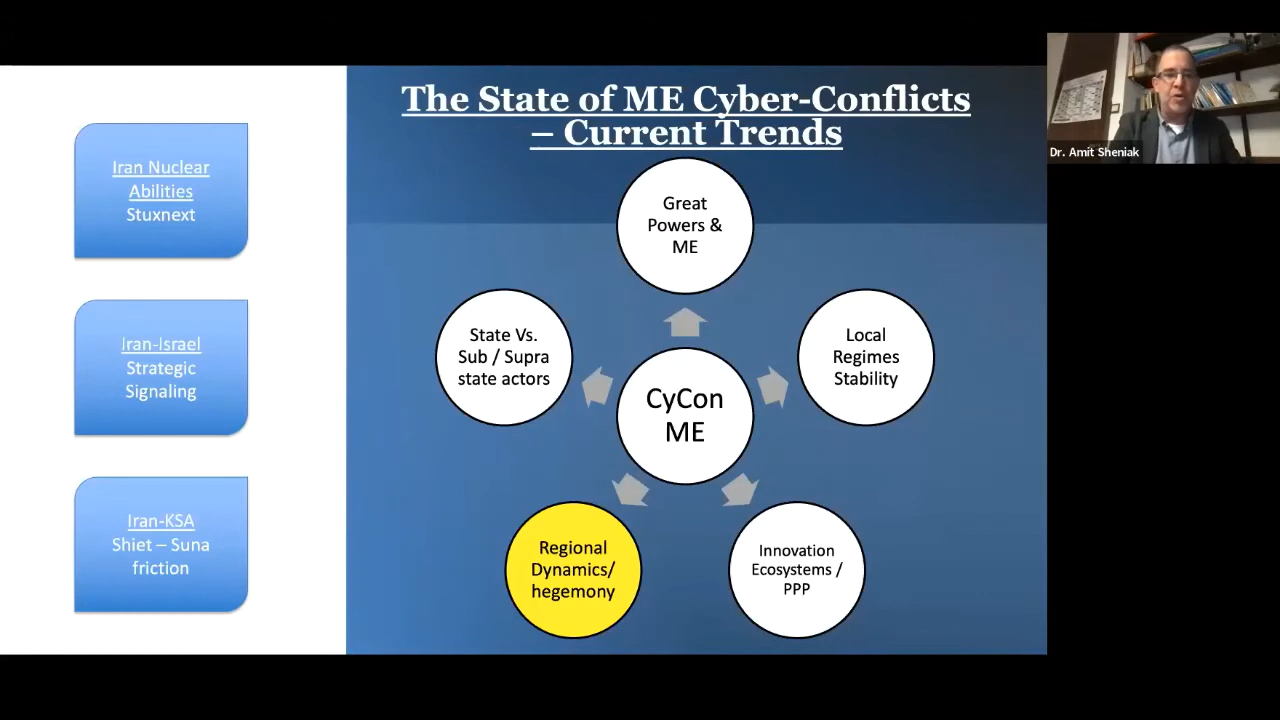 The State of ME Cyber-Conflicts
– Current Trends
Iran Nuclear
Abilities
Stuxnext
Iran-Israel
Strategic
Signaling
Iran-KSA
Shiet – Suna
friction
Great
Powers &
ME
State Vs.
Sub / Supra
state actors
Local
Regimes
Stability
CyCon
ME
Regional
Dynamics/
hegemony
Innovation
Ecosystems /
PPP
Dr. Amit Sheniak